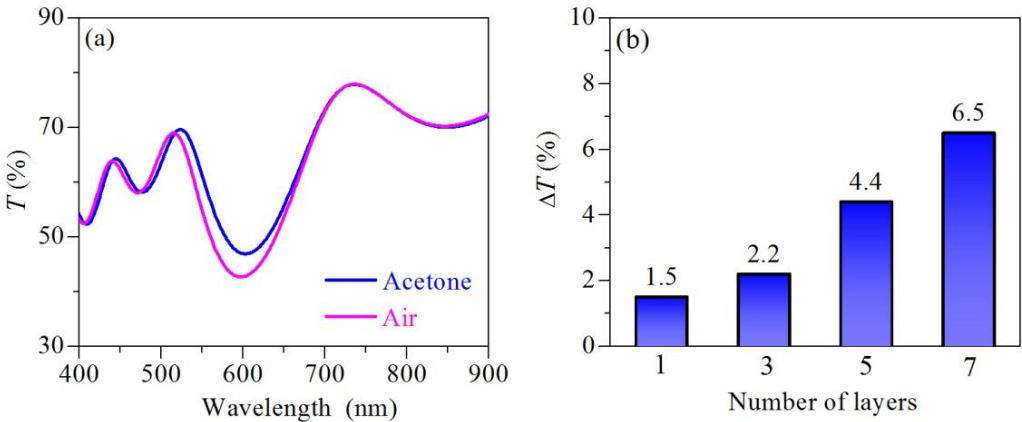 (a)
90
70
50
30
T (%)
400 500 600 700 800 900
Wavelength (nm)
Acetone
Air
(b)
10
8
6
4
2
0
ΔT (%)
1.5
2.2
4.4
6.5
1 3 5 7
Number of layers